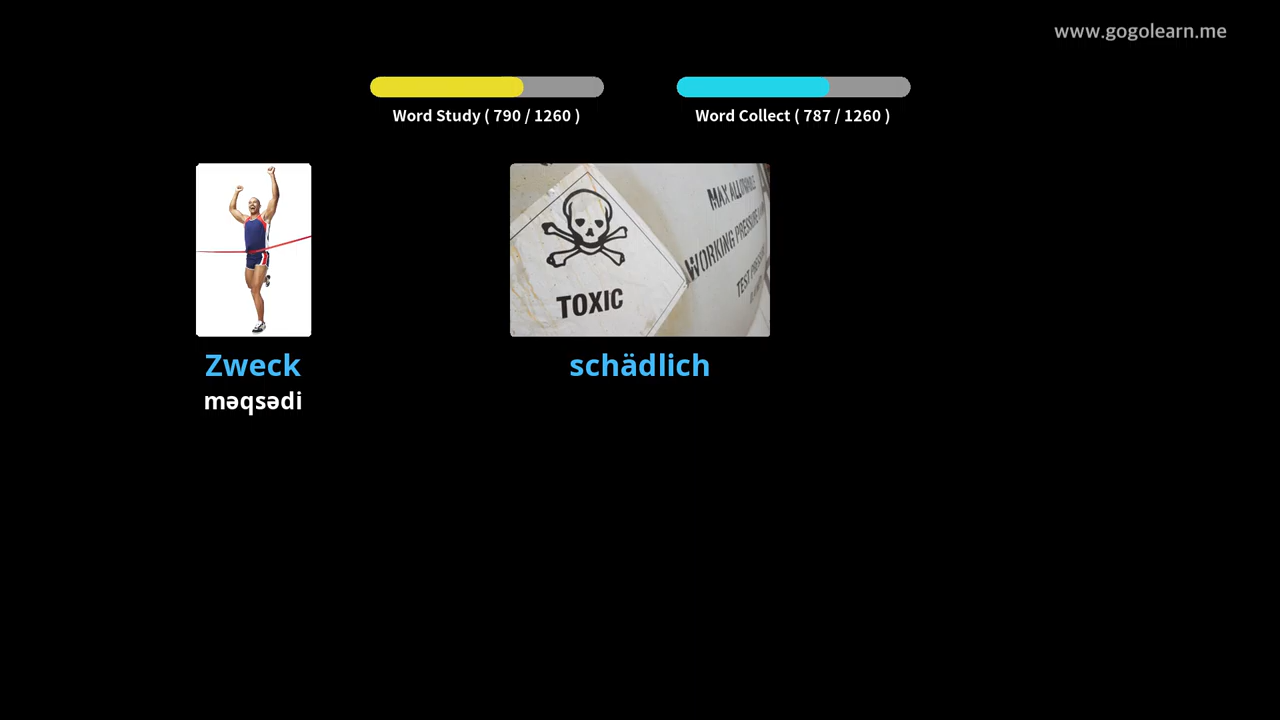 www.gogolearn.me
Word Study ( 790 / 1260 )
Word Collect ( 787 / 1260 )
TOXIC
MAX ALLOWABLE
WORKING PRESSURE
TEST PRESSURE
Zweck
schädlich
məqsədi